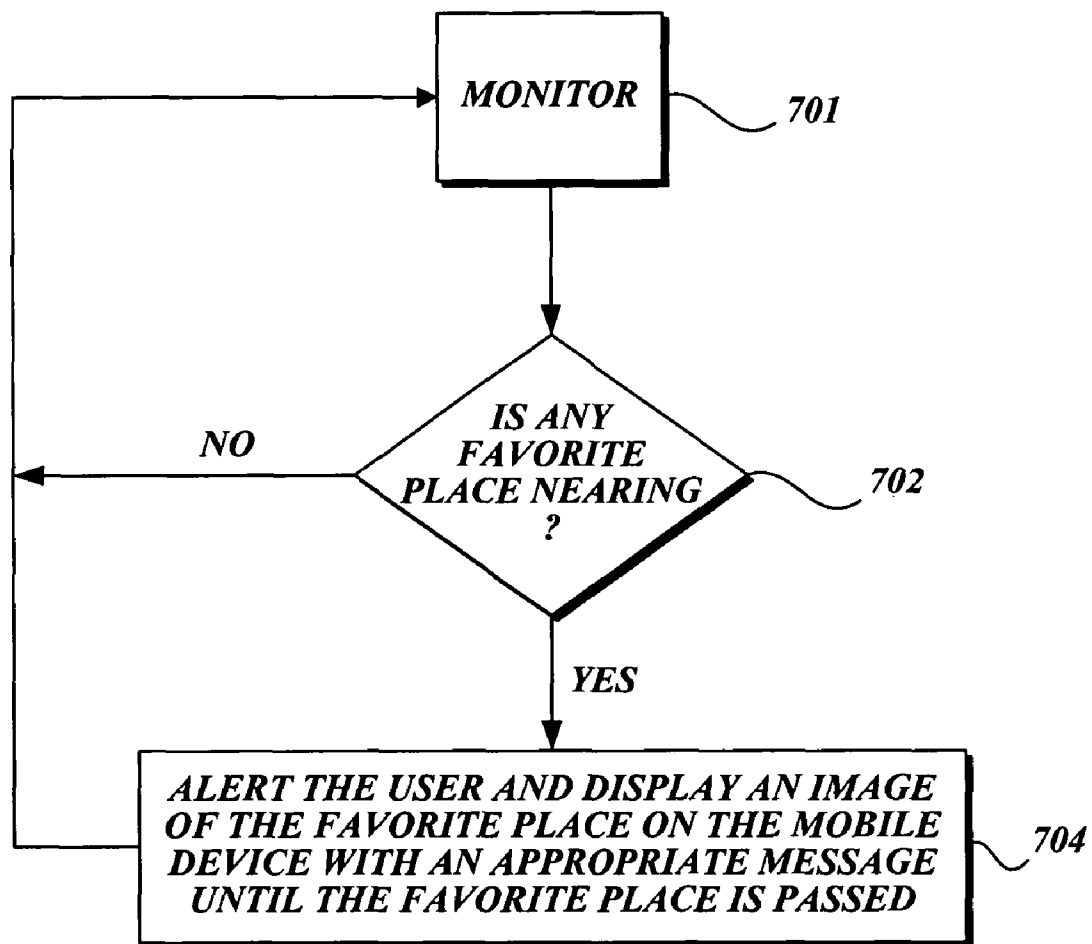 MONITOR
701
IS ANY
FAVORITE
PLACE NEARING
?
702
NO
YES
ALERT THE USER AND DISPLAY AN IMAGE
OF THE FAVORITE PLACE ON THE MOBILE
DEVICE WITH AN APPROPRIATE MESSAGE
UNTIL THE FAVORITE PLACE IS PASSED
704